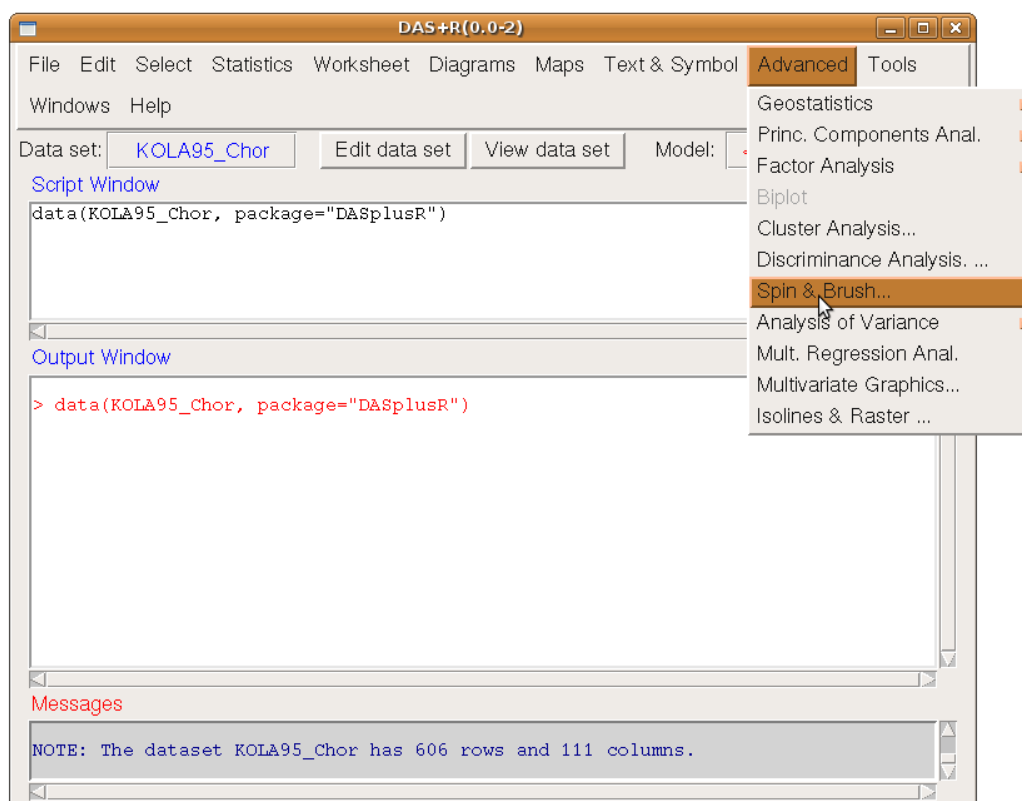 DAS+R(0.0-2)
File Edit Select Statistics Worksheet Diagrams Maps Text & Symbol Advanced Tools
Windows Help
Data set: KOLA95_Chor Edit data set View data set Model:
Script Window
data(KOLA95_Chor, package="DASplusR")
Geostatistics
Princ. Components Anal.
Factor Analysis
Biplot
Cluster Analysis...
Discriminance Analysis. ...
Spin & Brush...
Analysis of Variance
Mult. Regression Anal.
Multivariate Graphics...
Isolines & Raster ...
Output Window
> data(KOLA95_Chor, package="DASplusR")
Messages
NOTE: The dataset KOLA95_Chor has 606 rows and 111 columns.